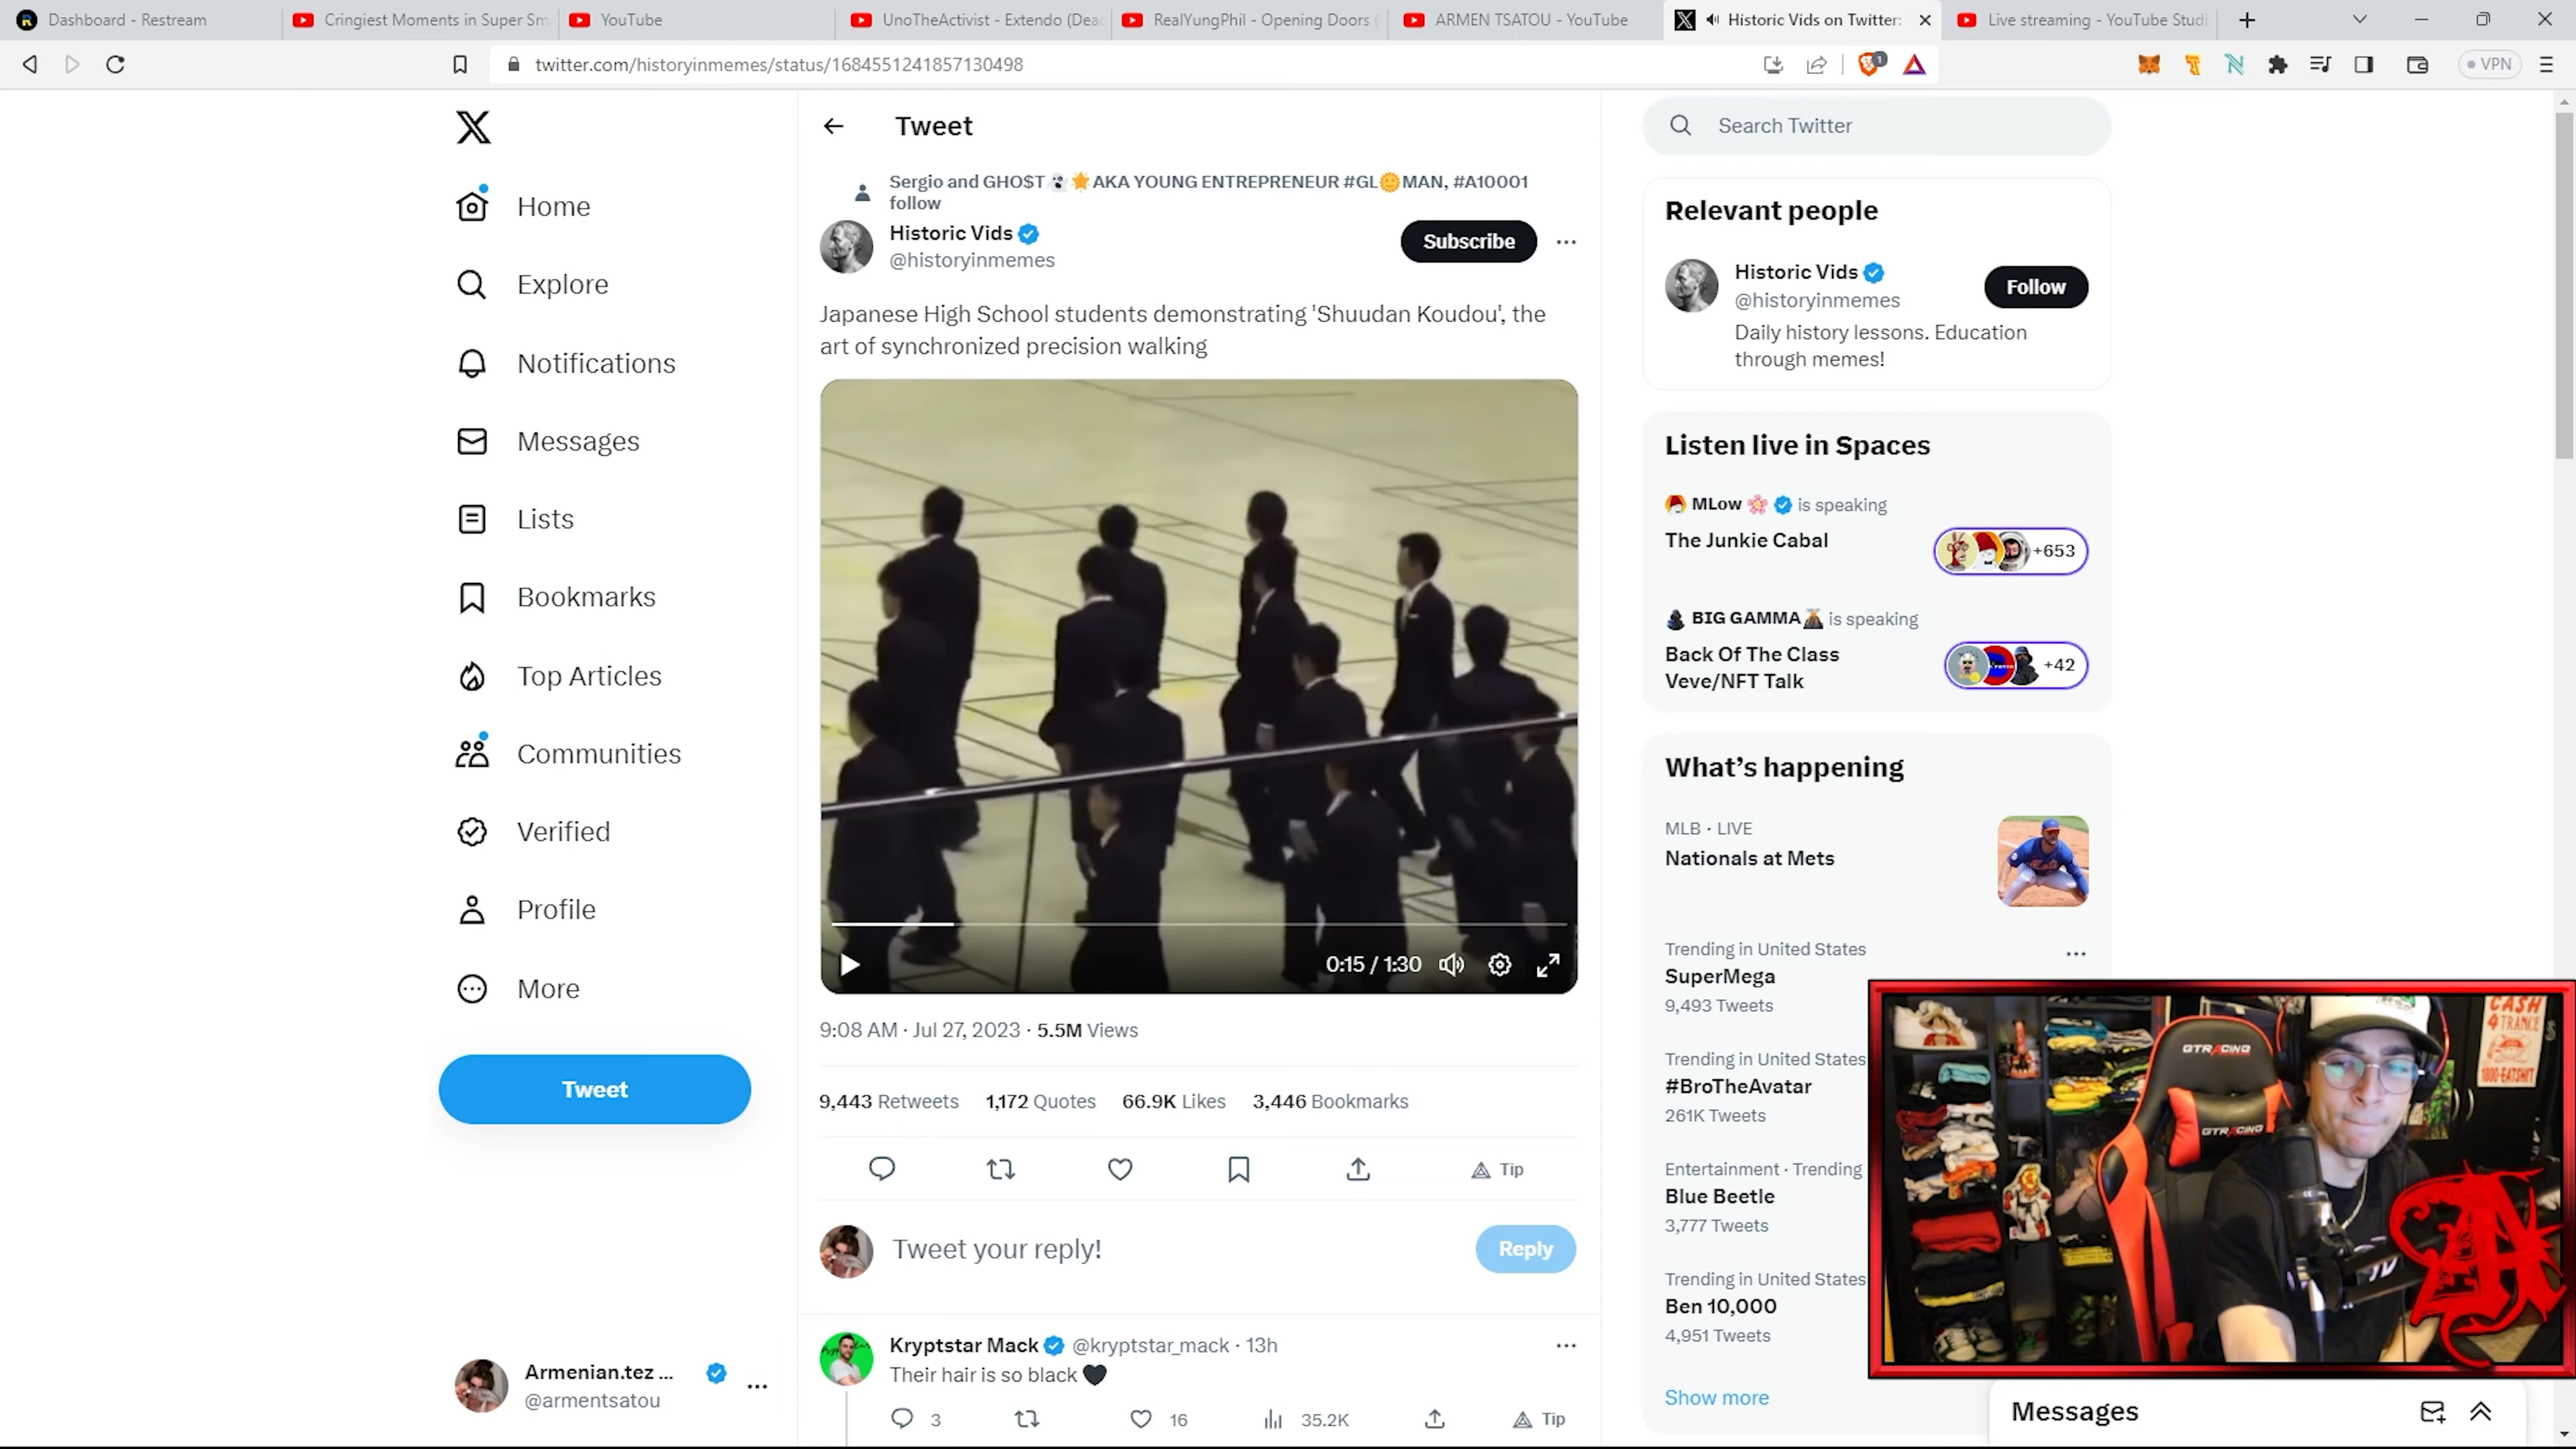 Dashboard - Restream
Cringiest Moments in Super Sm
YouTube
UnoTheActivist - Extendo (Dead
RealYungPhil - Opening Doors (
ARMEN TSATOU - YouTube
Historic Vids on Twitter:
Live streaming - YouTube Studi
twitter.com/historyinmemes/status/1684551241857130498
1
VPN
Home
Explore
Notifications
Messages
Lists
Bookmarks
Top Articles
Communities
Verified
Profile
More
Tweet
Armenian.tez ...
@armentsatou
Tweet
Sergio and GHO$T👻🌟AKA YOUNG ENTREPRENEUR #GL🌞MAN, #A10001
follow
Historic Vids
@historyinmemes
Subscribe
Japanese High School students demonstrating 'Shuudan Koudou', the
art of synchronized precision walking
0:15 / 1:30
9:08 AM · Jul 27, 2023 · 5.5M Views
9,443 Retweets 1,172 Quotes 66.9K Likes 3,446 Bookmarks
Tip
Tweet your reply!
Reply
Kryptstar Mack @kryptstar_mack · 13h
Their hair is so black 🖤
3 16 35.2K Tip
Search Twitter
Relevant people
Historic Vids
@historyinmemes
Follow
Daily history lessons. Education
through memes!
Listen live in Spaces
MLow 🌸 is speaking
The Junkie Cabal
+653
BIG GAMMA🌋 is speaking
Back Of The Class
Veve/NFT Talk
+42
What's happening
MLB · LIVE
Nationals at Mets
Trending in United States
SuperMega
9,493 Tweets
Trending in United States
#BroTheAvatar
261K Tweets
Entertainment · Trending
Blue Beetle
3,777 Tweets
Trending in United States
Ben 10,000
4,951 Tweets
Show more
GTRACING
GTRACING
CASH
4 TRANCE
1800-EATSHIT
Messages